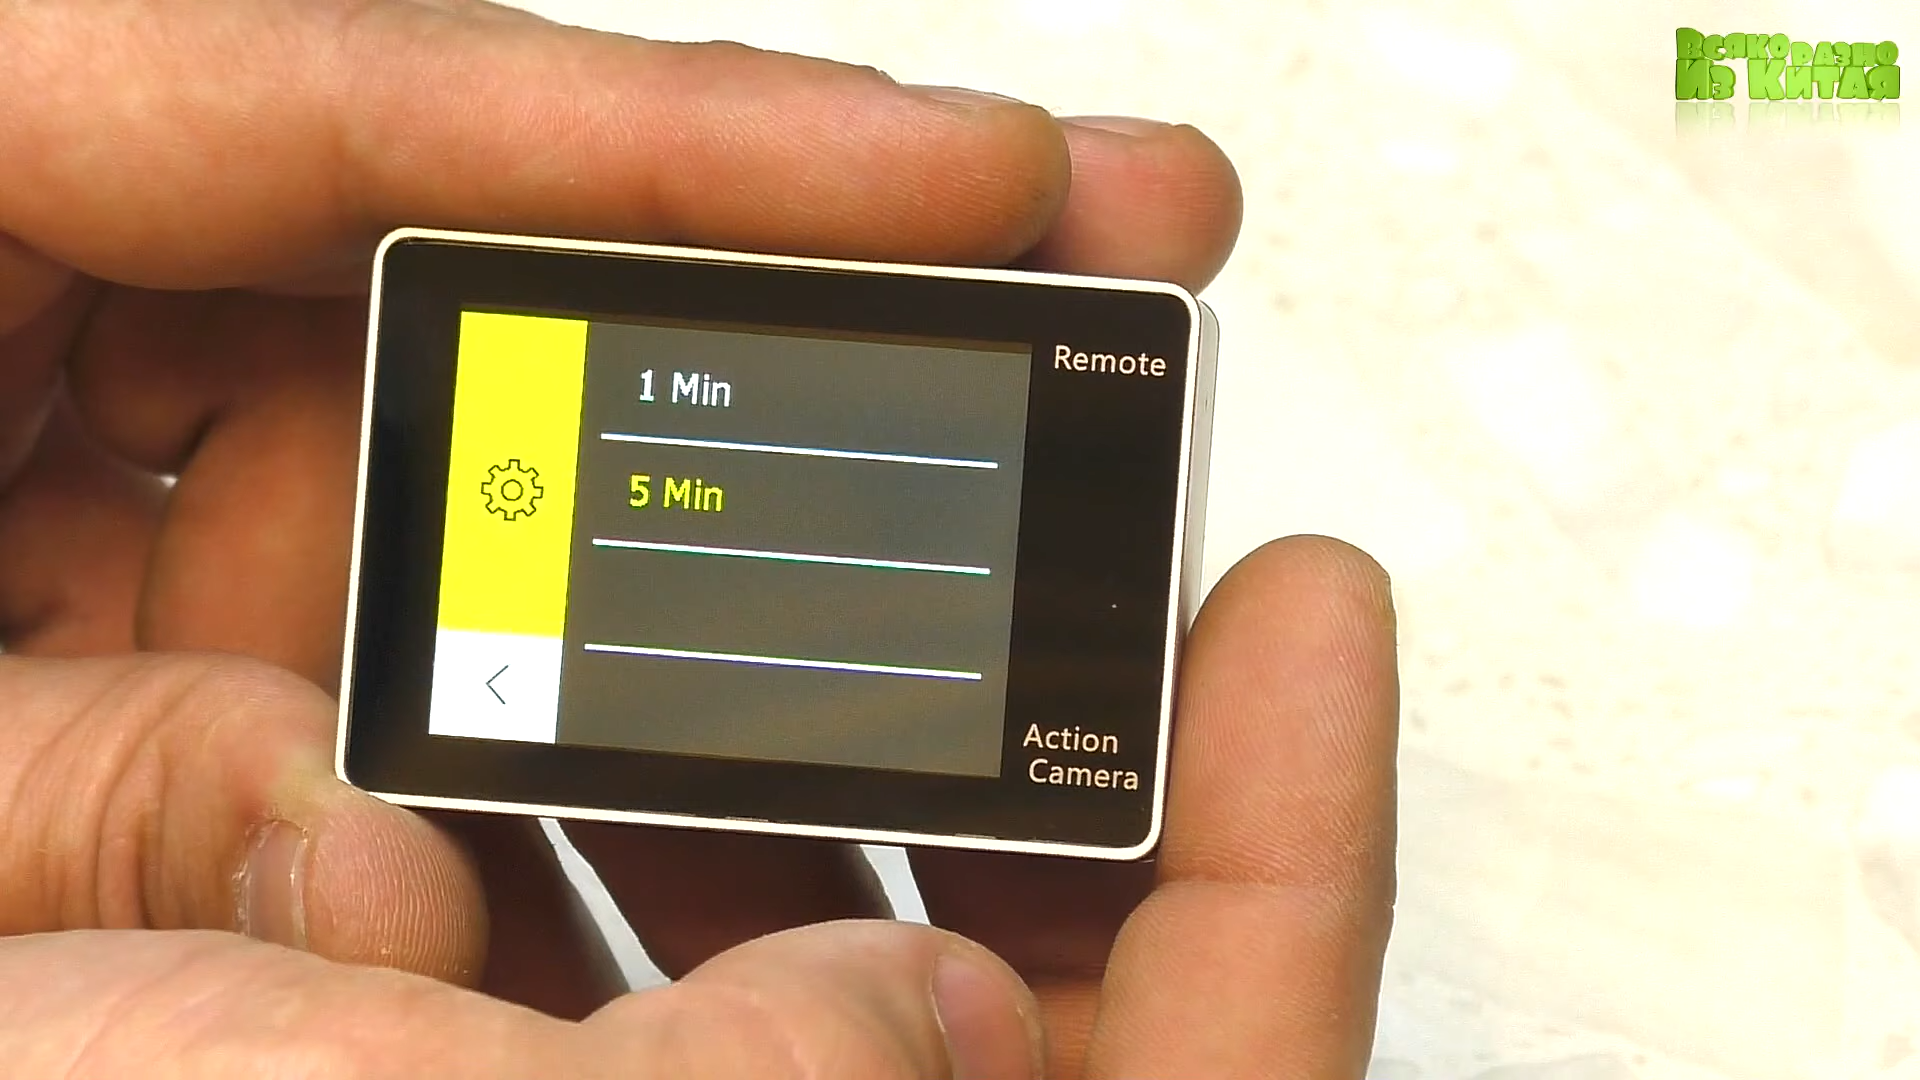 Всяко разно
Из Китая
Remote
1 Min
5 Min
Action
Camera